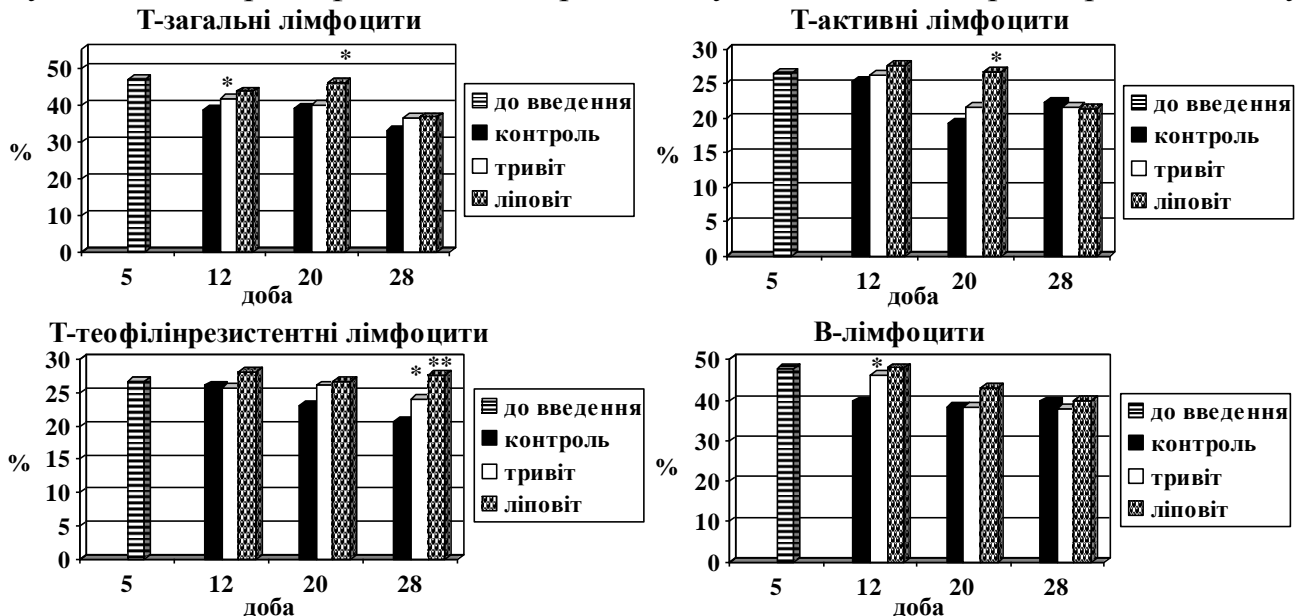 Т-загальні лімфоцити
50
40
30
20
10
0
%
*
*
5 12 20 28
доба
до введення
контроль
тривіт
ліповіт
Т-активні лімфоцити
30
25
20
15
10
5
0
%
*
5 12 20 28
доба
до введення
контроль
тривіт
ліповіт
Т-теофілінрезистентні лімфоцити
30
25
20
15
10
5
0
%
* **
5 12 20 28
доба
до введення
контроль
тривіт
ліповіт
В-лімфоцити
50
40
30
20
10
0
%
*
5 12 20 28
доба
до введення
контроль
тривіт
ліповіт